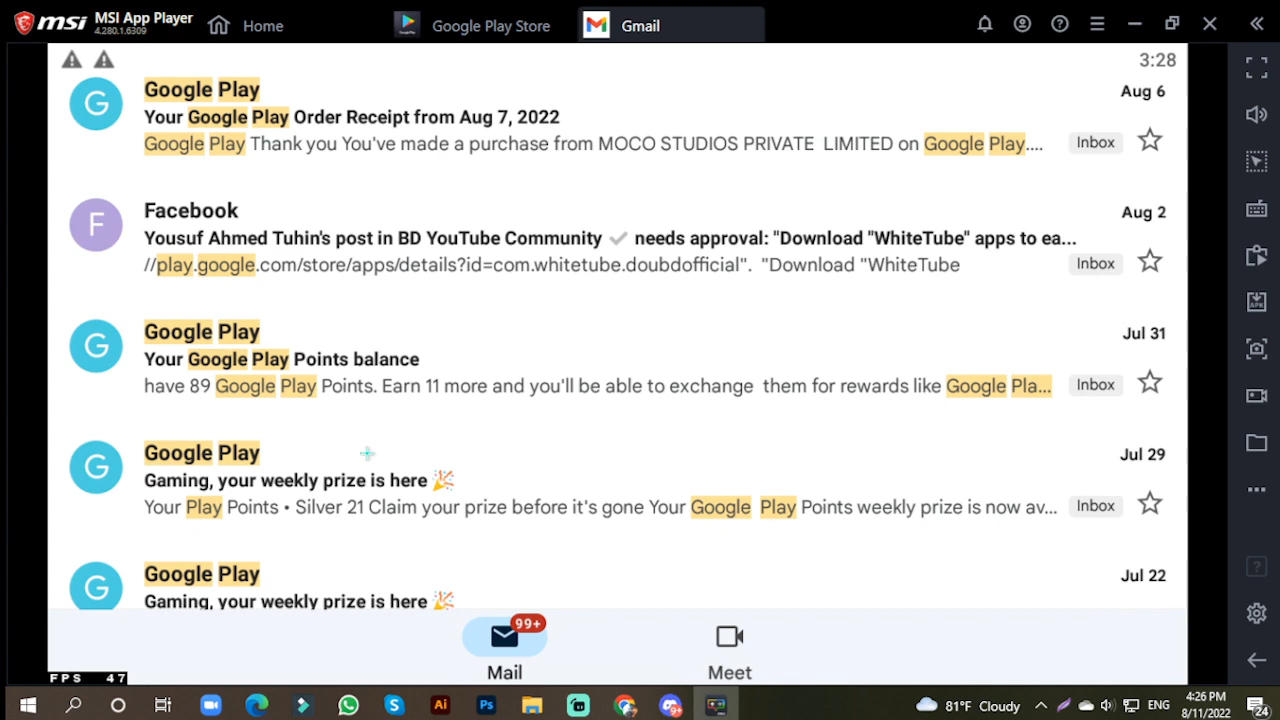 msi MSI App Player
4.280.1.6309
Home
Google Play Store
Gmail
3:28
G
Google Play
Aug 6
Your Google Play Order Receipt from Aug 7, 2022
Google Play Thank you You've made a purchase from MOCO STUDIOS PRIVATE LIMITED on Google Play....
Inbox
F
Facebook
Aug 2
Yousuf Ahmed Tuhin's post in BD YouTube Community ✔ needs approval: "Download "WhiteTube" apps to ea...
//play.google.com/store/apps/details?id=com.whitetube.doubdofficial". "Download "WhiteTube
Inbox
G
Google Play
Jul 31
Your Google Play Points balance
have 89 Google Play Points. Earn 11 more and you'll be able to exchange them for rewards like Google Pla...
Inbox
G
Google Play
Jul 29
Gaming, your weekly prize is here 🎉
Your Play Points • Silver 21 Claim your prize before it's gone Your Google Play Points weekly prize is now av...
Inbox
G
Google Play
Jul 22
Gaming, your weekly prize is here 🎉
99+
Mail
Meet
FPS 47
Ai
Ps
9+
81°F Cloudy
ENG
4:26 PM
8/11/2022
24